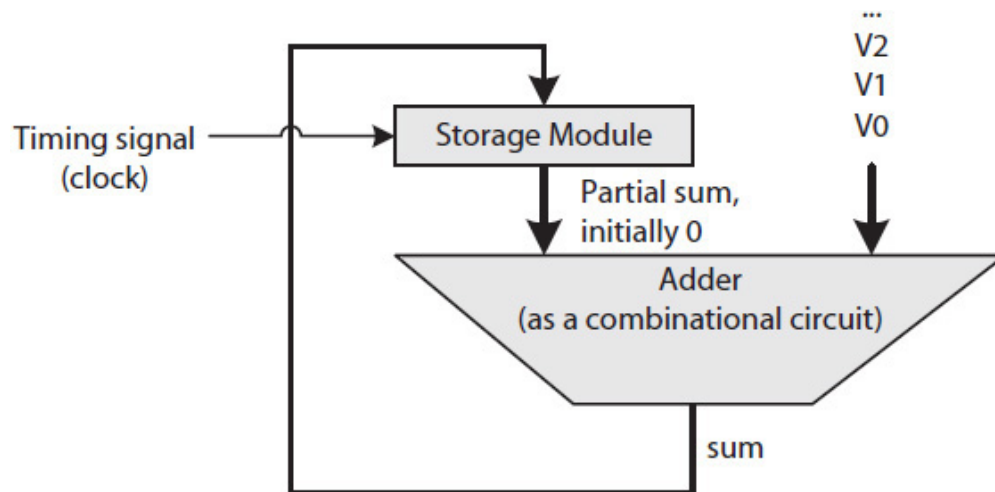 ...
V2
V1
V0
Timing signal
(clock)
Storage Module
Partial sum,
initially 0
Adder
(as a combinational circuit)
sum